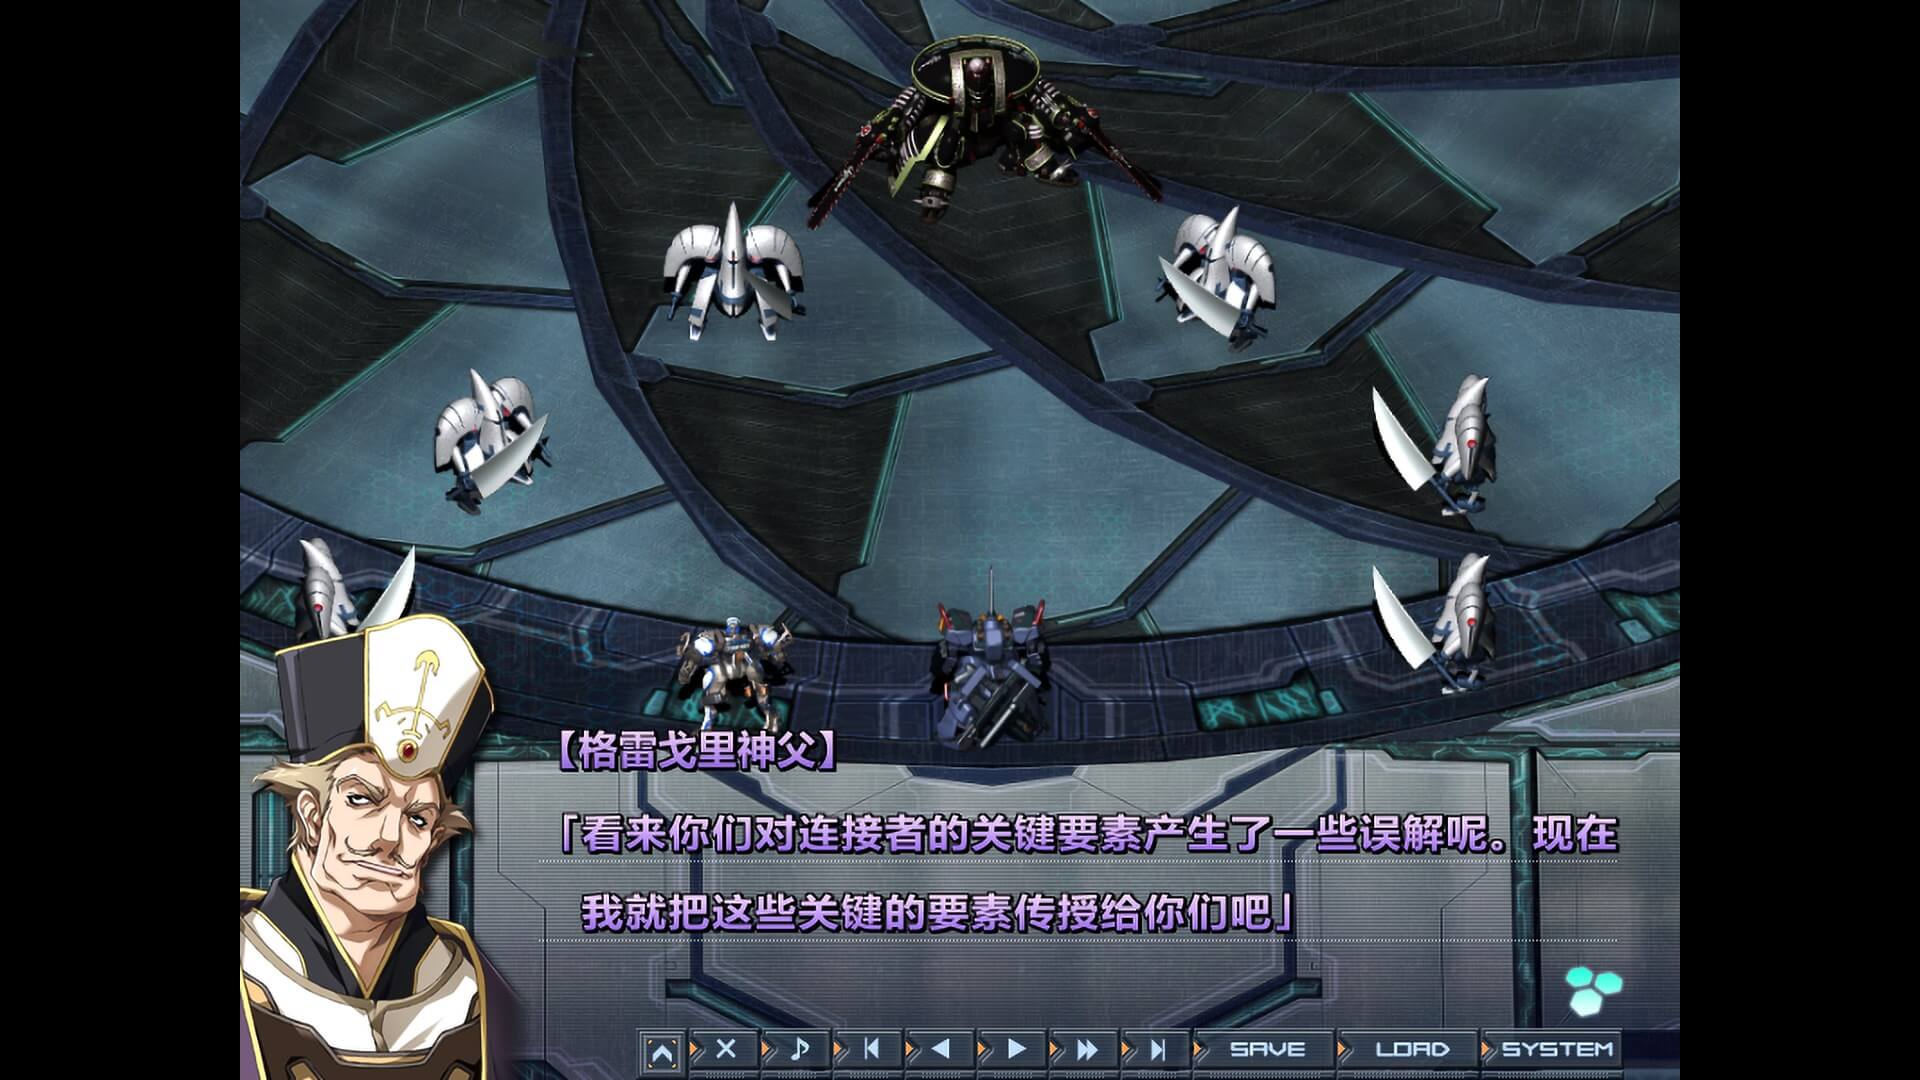 【格雷戈里神父】
「看来你们对连接者的关键要素产生了一些误解呢。现在
我就把这些关键的要素传授给你们吧」
SAVE LOAD SYSTEM